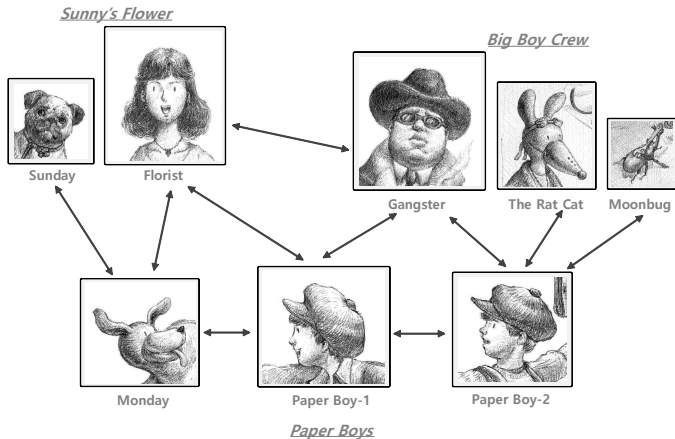 Sunny's Flower
Big Boy Crew
Sunday
Florist
Gangster
The Rat Cat
Moonbug
Monday
Paper Boy-1
Paper Boy-2
Paper Boys